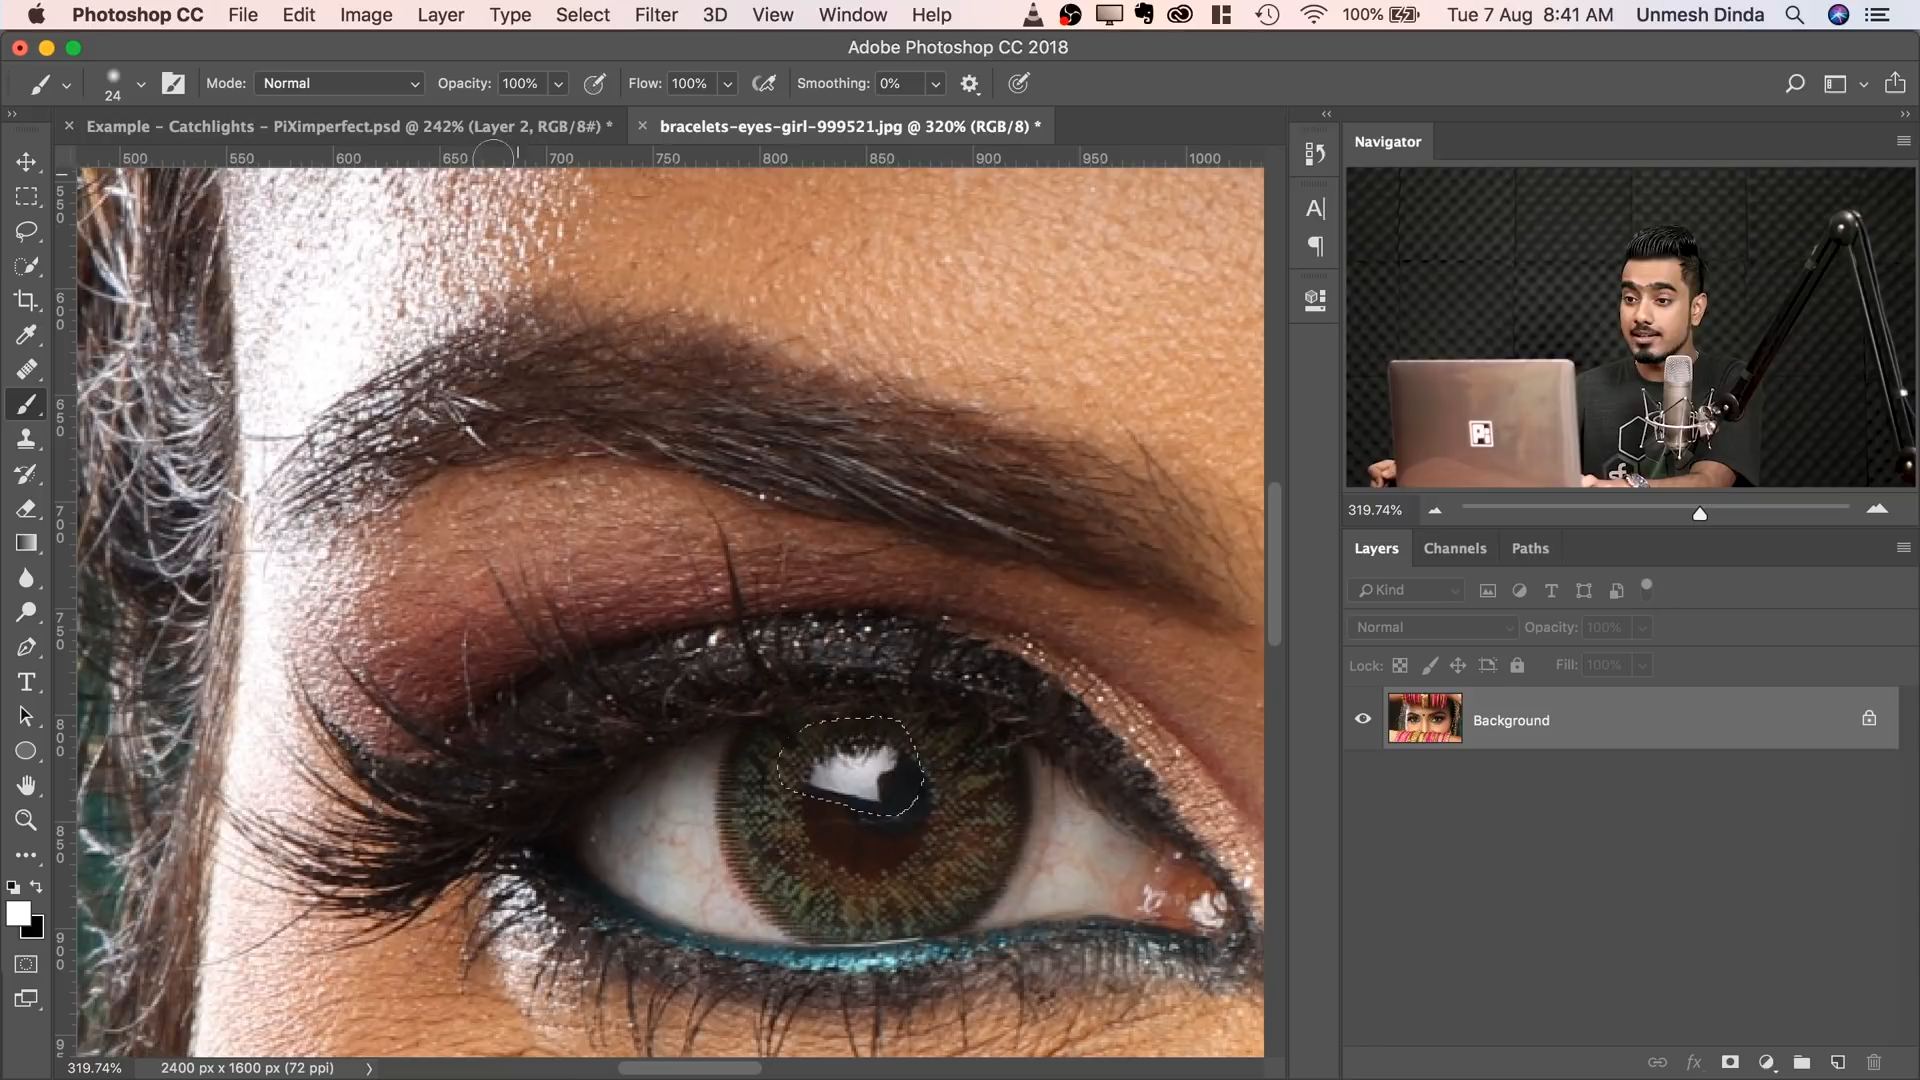 Photoshop CC File Edit Image Layer Type Select Filter 3D View Window Help 100% Tue 7 Aug 8:41 AM Unmesh Dinda
Adobe Photoshop CC 2018
24 Mode: Normal Opacity: 100% Flow: 100% Smoothing: 0%
Example - Catchlights - PiXimperfect.psd @ 242% (Layer 2, RGB/8#) * bracelets-eyes-girl-999521.jpg @ 320% (RGB/8) *
500 550 600 650 700 750 800 850 900 950 1000
550
600
650
700
750
800
850
900
95
Navigator
Pi
319.74%
Layers Channels Paths
Kind
Normal Opacity: 100%
Lock: Fill: 100%
Background
319.74% 2400 px x 1600 px (72 ppi)